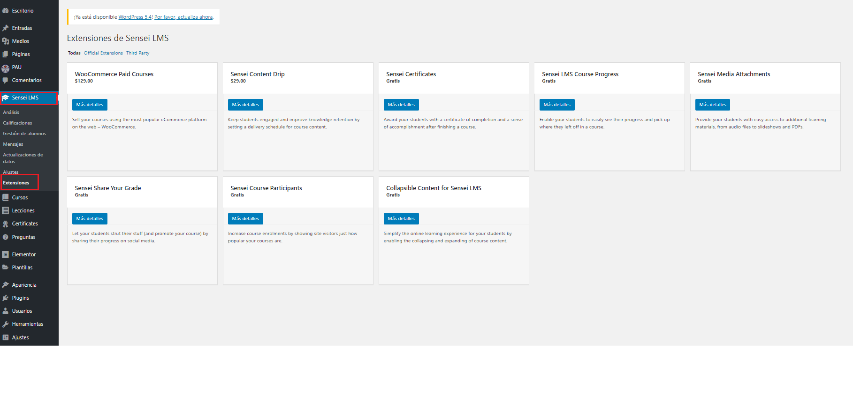 Escritorio
Entradas
Medios
Páginas
PAU
Comentarios
Sensei LMS
Análisis
Calificaciones
Gestión de alumnos
Mensajes
Actualizaciones de
datos
Ajustes
Extensiones
Cursos
Lecciones
Certificates
Preguntas
Elementor
Plantillas
Apariencia
Plugins
Usuarios
Herramientas
Ajustes
¡Ya está disponible WordPress 5.4! Por favor, actualiza ahora.
Extensiones de Sensei LMS
Todas Official Extensions Third Party
WooCommerce Paid Courses
$129,00
Más detalles
Sell your courses using the most popular eCommerce platform
on the web – WooCommerce.
Sensei Content Drip
$29,00
Más detalles
Keep students engaged and improve knowledge retention by
setting a delivery schedule for course content.
Sensei Certificates
Gratis
Más detalles
Award your students with a certificate of completion and a sense
of accomplishment after finishing a course.
Sensei LMS Course Progress
Gratis
Más detalles
Enable your students to easily see their progress and pick up
where they left off in a course.
Sensei Media Attachments
Gratis
Más detalles
Provide your students with easy access to additional learning
materials, from audio files to slideshows and PDFs.
Sensei Share Your Grade
Gratis
Más detalles
Let your students strut their stuff (and promote your course) by
sharing their progress on social media.
Sensei Course Participants
Gratis
Más detalles
Increase course enrolments by showing site visitors just how
popular your courses are.
Collapsible Content for Sensei LMS
Gratis
Más detalles
Simplify the online learning experience for your students by
enabling the collapsing and expanding of course content.